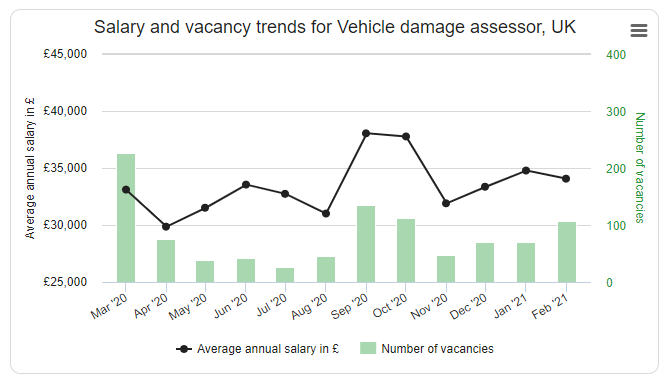 Salary and vacancy trends for Vehicle damage assessor, UK
£45,000
£40,000
£35,000
£30,000
£25,000
Average annual salary in £
400
300
200
100
0
Number of vacancies
Mar '20
Apr '20
May '20
Jun '20
Jul '20
Aug '20
Sep '20
Oct '20
Nov '20
Dec '20
Jan '21
Feb '21
Average annual salary in £
Number of vacancies